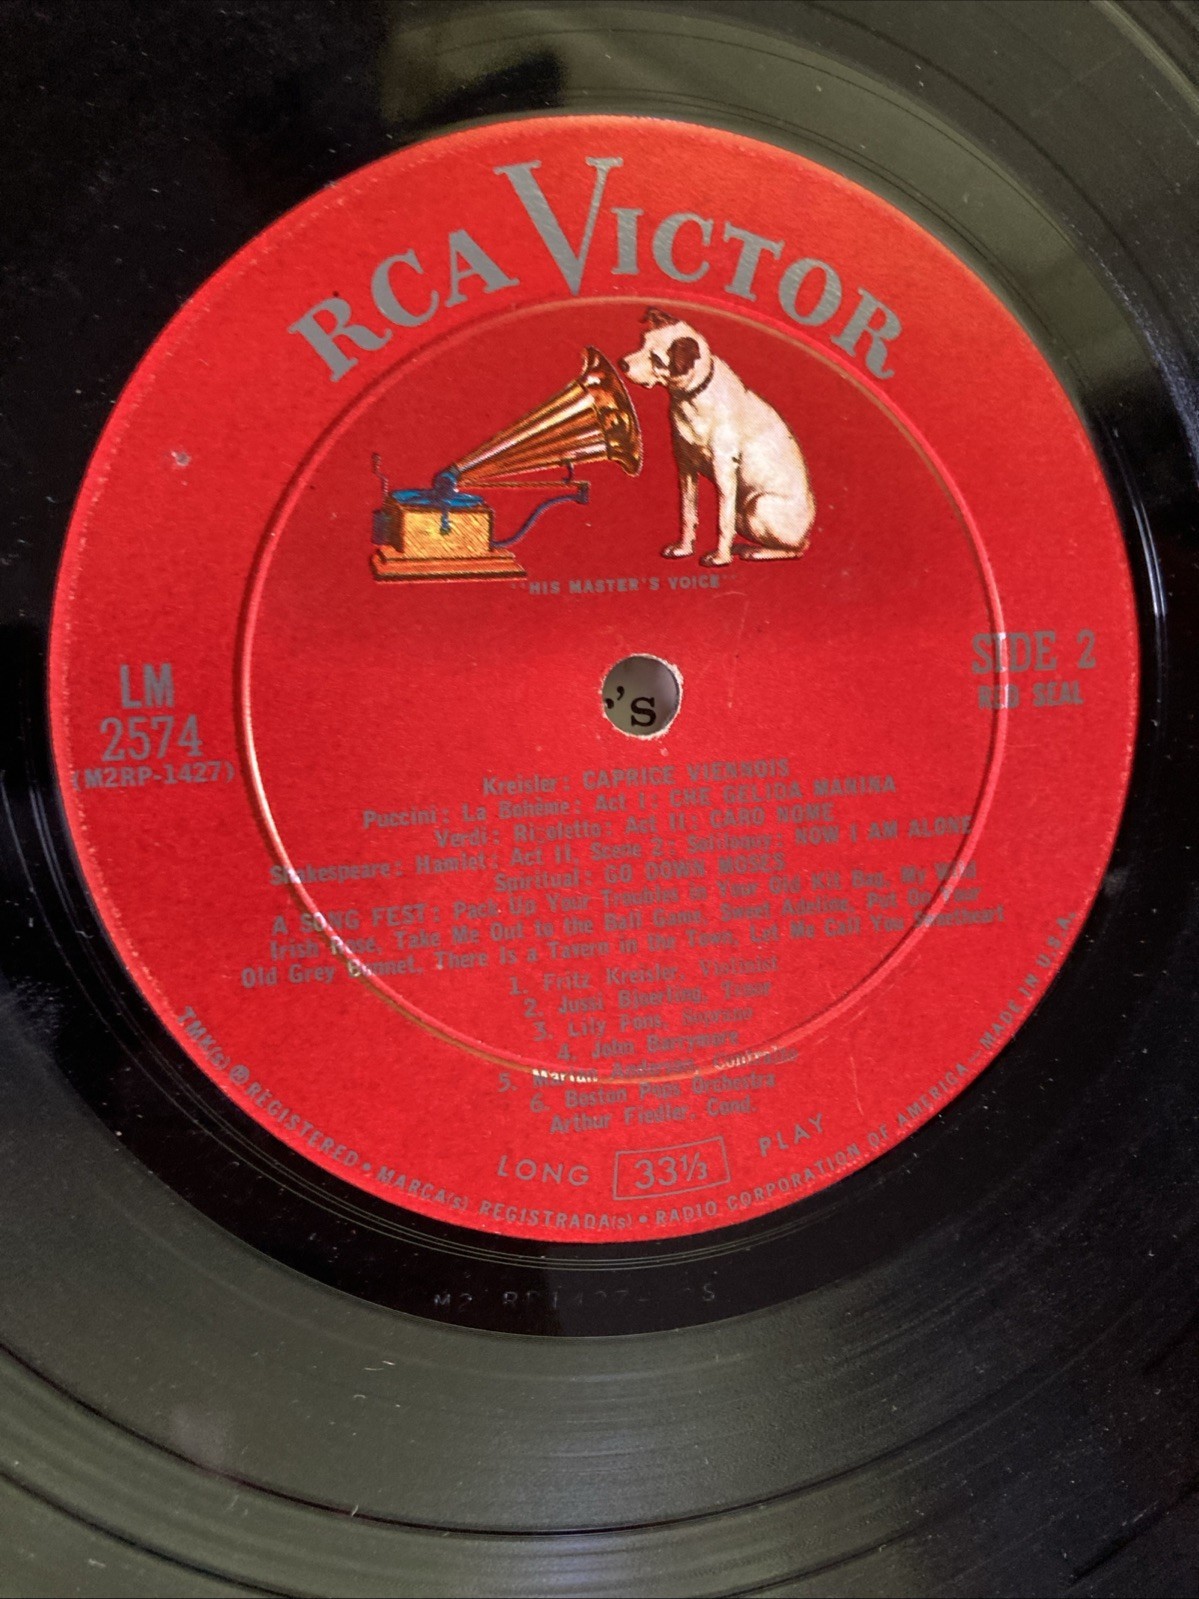 RCA VICTOR
"HIS MASTER'S VOICE"
LM
2574
(M2RP-1427)
SIDE 2
RED SEAL
's
Kreisler: CAPRICE VIENNOIS
Puccini: La Bohème: Act I: CHE GELIDA MANINA
Verdi: Rigoletto: Act II: CARO NOME
Shakespeare: Hamlet: Act II, Scene 2: Soliloquy: NOW I AM ALONE
Spiritual: GO DOWN MOSES
A SONG FEST: Pack Up Your Troubles in Your Old Kit Bag, My Wild
Irish Rose, Take Me Out to the Ball Game, Sweet Adeline, Put On Your
Old Grey Bonnet, There Is a Tavern in the Town, Let Me Call You Sweetheart
1. Fritz Kreisler, Violinist
2. Jussi Bjoerling, Tenor
3. Lily Pons, Soprano
4. John Barrymore
5. Marian Anderson, Contralto
6. Boston Pops Orchestra
Arthur Fiedler, Cond.
LONG 33⅓ PLAY
TMK(s) ® REGISTERED • MARCA(s) REGISTRADA(s) • RADIO CORPORATION OF AMERICA — MADE IN U.S.A.
M2 RP1427- S